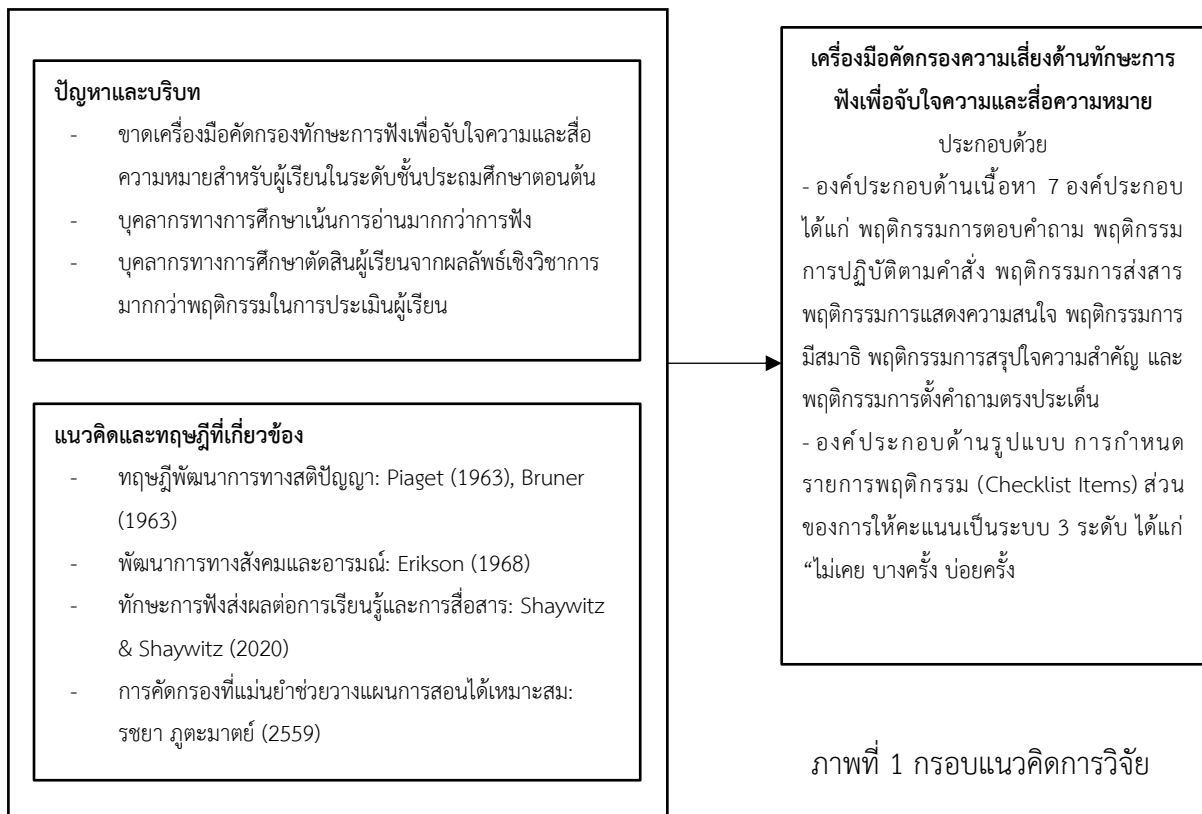 ปัญหาและบริบท
- ขาดเครื่องมือคัดกรองทักษะการฟังเพื่อจับใจความและสื่อ
ความหมายสำหรับผู้เรียนในระดับชั้นประถมศึกษาตอนต้น
- บุคลากรทางการศึกษาเน้นการอ่านมากกว่าการฟัง
- บุคลากรทางการศึกษาตัดสินผู้เรียนจากผลลัพธ์เชิงวิชาการ
มากกว่าพฤติกรรมในการประเมินผู้เรียน
แนวคิดและทฤษฎีที่เกี่ยวข้อง
- ทฤษฎีพัฒนาการทางสติปัญญา: Piaget (1963), Bruner
(1963)
- พัฒนาการทางสังคมและอารมณ์: Erikson (1968)
- ทักษะการฟังส่งผลต่อการเรียนรู้และการสื่อสาร: Shaywitz
& Shaywitz (2020)
- การคัดกรองที่แม่นยำช่วยวางแผนการสอนได้เหมาะสม:
รชยา ภูตะมาตย์ (2559)
เครื่องมือคัดกรองความเสี่ยงด้านทักษะการ
ฟังเพื่อจับใจความและสื่อความหมาย
ประกอบด้วย
- องค์ประกอบด้านเนื้อหา 7 องค์ประกอบ
ได้แก่ พฤติกรรมการตอบคำถาม พฤติกรรม
การปฏิบัติตามคำสั่ง พฤติกรรมการส่งสาร
พฤติกรรมการแสดงความสนใจ พฤติกรรมการ
มีสมาธิ พฤติกรรมการสรุปใจความสำคัญ และ
พฤติกรรมการตั้งคำถามตรงประเด็น
- องค์ประกอบด้านรูปแบบ การกำหนด
รายการพฤติกรรม (Checklist Items) ส่วน
ของการให้คะแนนเป็นระบบ 3 ระดับ ได้แก่
“ไม่เคย บางครั้ง บ่อยครั้ง
ภาพที่ 1 กรอบแนวคิดการวิจัย